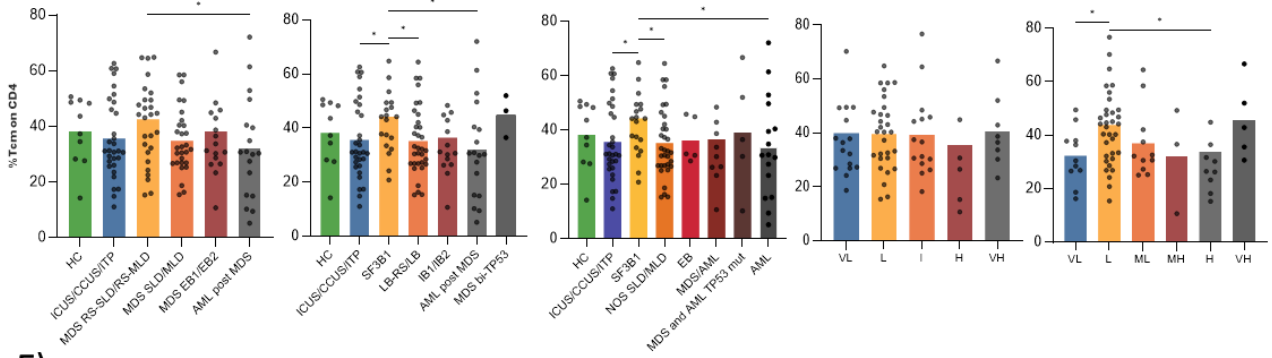 % Tcm on CD4
80
60
40
20
0
*
HC
ICUS/CCUS/ITP
MDS RS-SLD/RS-MLD
MDS SLD/MLD
MDS EB1/EB2
AML post MDS
80
60
40
20
0
*
*
*
HC
ICUS/CCUS/ITP
SF3B1
LB-RS/LB
IB1/IB2
AML post MDS
MDS bi-TP53
80
60
40
20
0
*
*
*
HC
ICUS/CCUS/ITP
SF3B1
NOS SLD/MLD
EB
MDS/AML
MDS and AML TP53 mut
AML
80
60
40
20
0
VL
L
I
H
VH
80
60
40
20
0
*
*
VL
L
ML
MH
H
VH